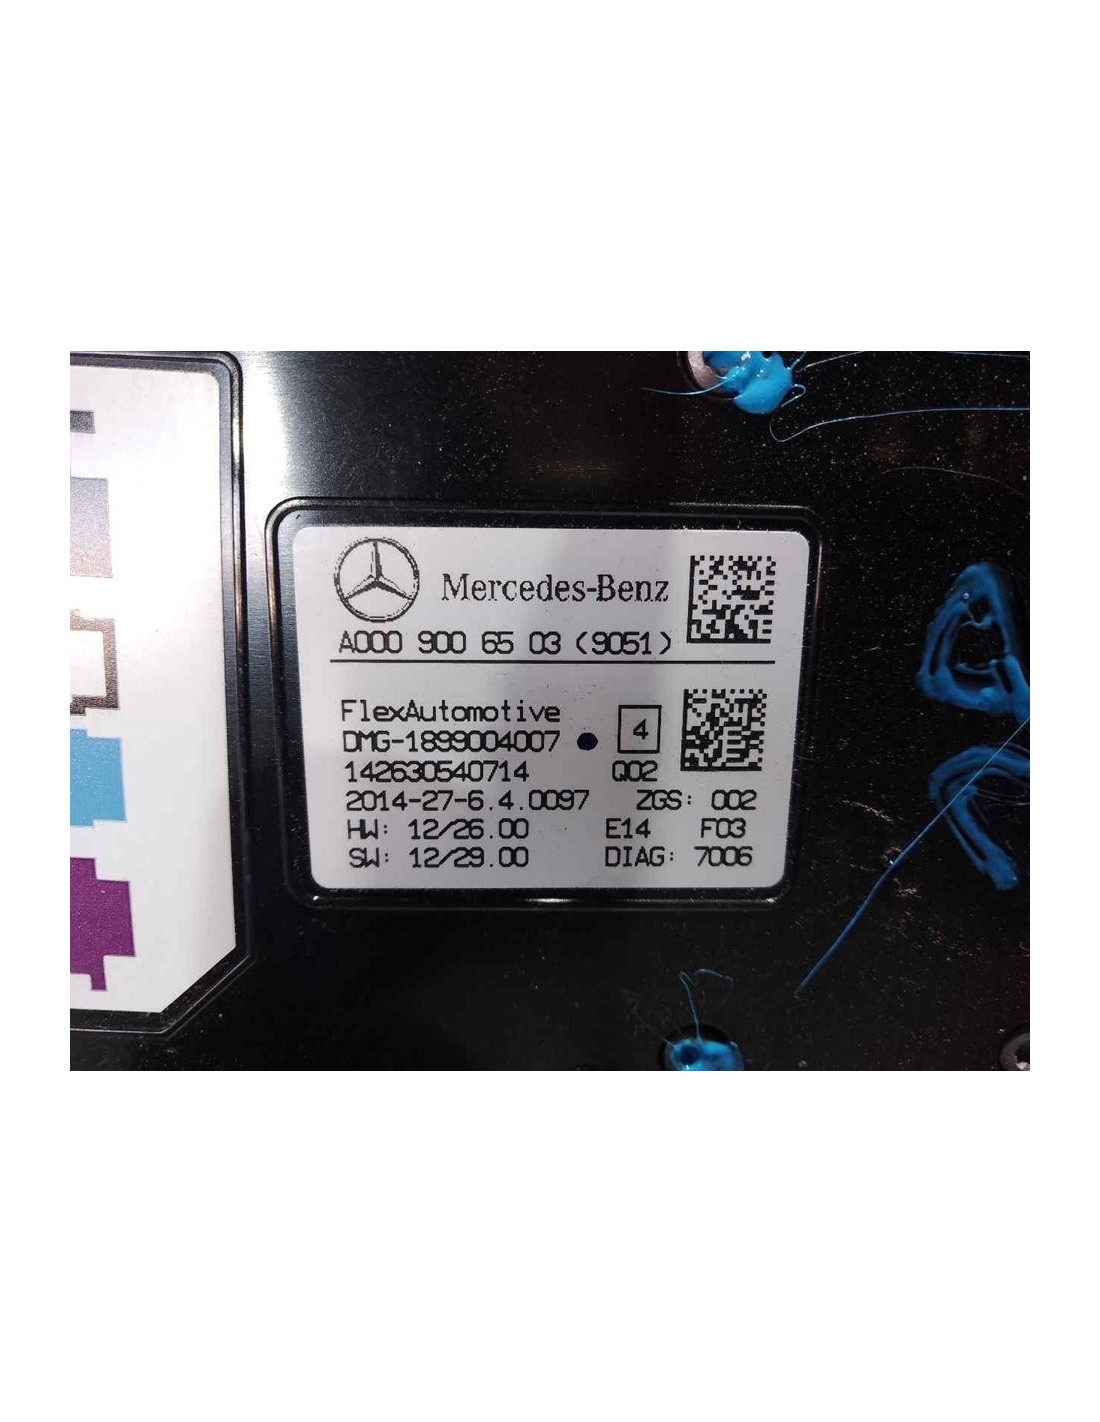 Mercedes-Benz
A000 900 65 03 (9051)
FlexAutomotive
DMG-1899004007
4
142630540714 Q02
2014-27-6.4.0097 ZGS: 002
HW: 12/26.00 E14 F03
SW: 12/29.00 DIAG: 7006